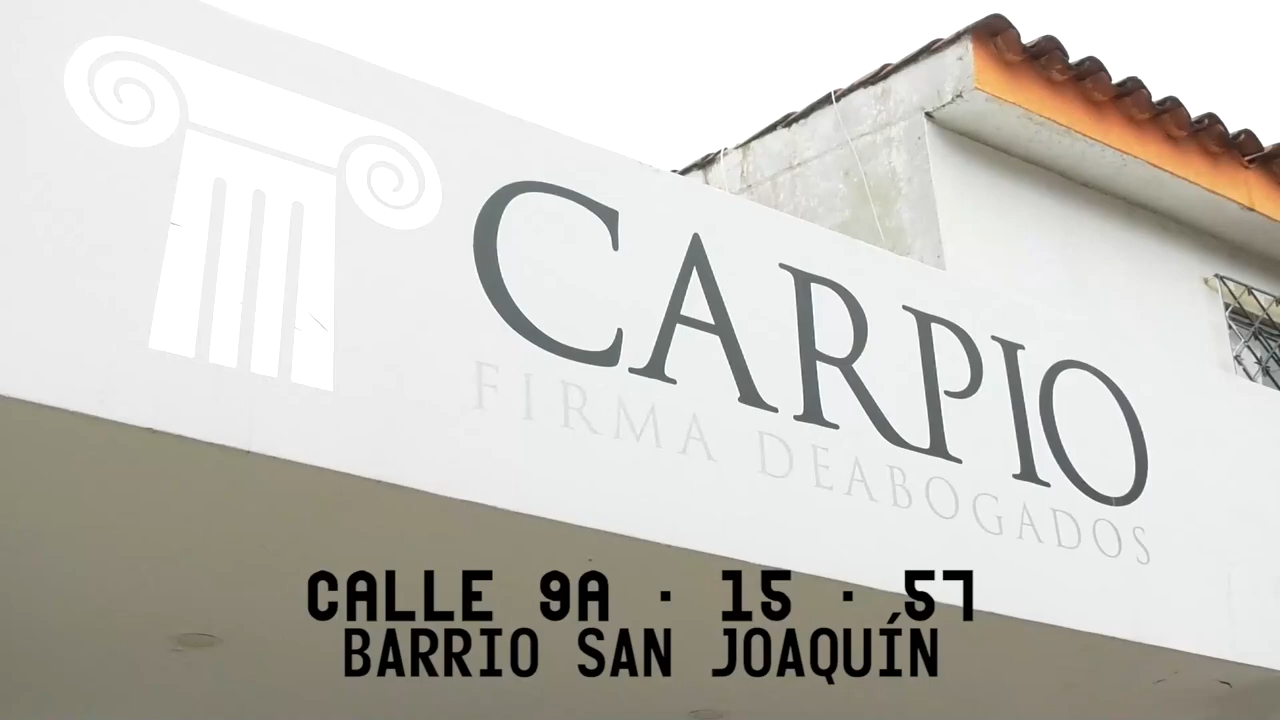 CARPIO
FIRMA DEABOGADOS
CALLE 9A · 15 · 57
BARRIO SAN JOAQUÍN